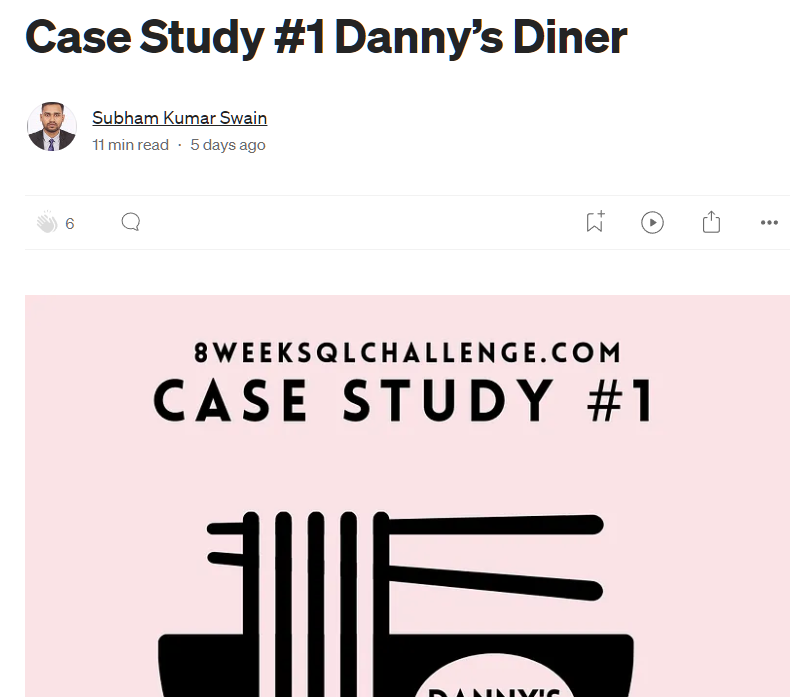 Case Study #1 Danny’s Diner
Subham Kumar Swain
11 min read · 5 days ago
6
8WEEKSQLCHALLENGE.COM
CASE STUDY #1
DANNY'S